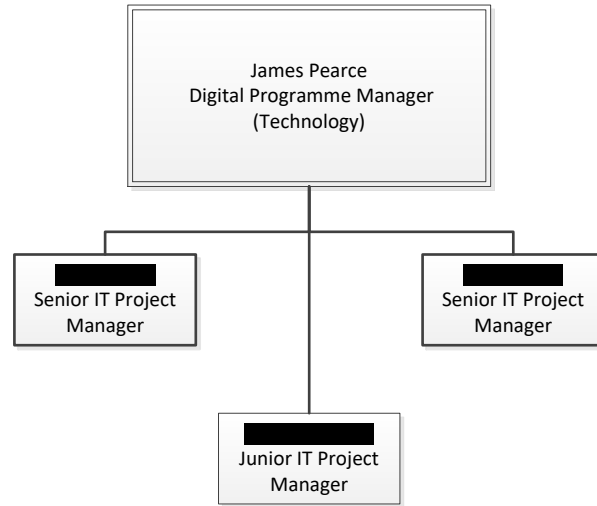 James Pearce
Digital Programme Manager
(Technology)
Senior IT Project
Manager
Senior IT Project
Manager
Junior IT Project
Manager